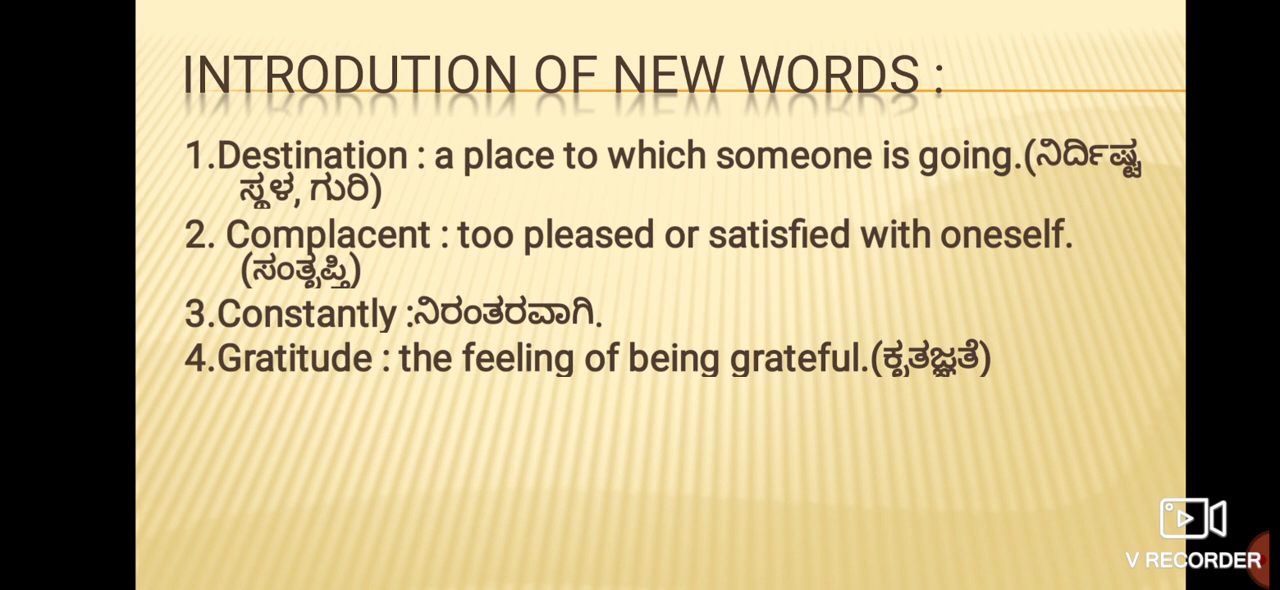 INTRODUTION OF NEW WORDS :
1.Destination : a place to which someone is going.(ನಿರ್ದಿಷ್ಟ
ಸ್ಥಳ, ಗುರಿ)
2. Complacent : too pleased or satisfied with oneself.
(ಸಂತೃಪ್ತಿ)
3.Constantly :ನಿರಂತರವಾಗಿ.
4.Gratitude : the feeling of being grateful.(ಕೃತಜ್ಞತೆ)
V RECORDER